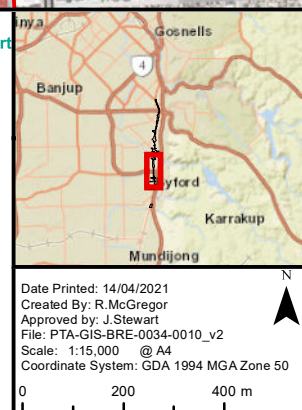 rt
inya
Gosnells
4
Banjup
yford
Karrakup
Mundijong
Date Printed: 14/04/2021
Created By: R.McGregor
Approved by: J.Stewart
File: PTA-GIS-BRE-0034-0010_v2
Scale: 1:15,000 @ A4
Coordinate System: GDA 1994 MGA Zone 50
N
0 200 400 m